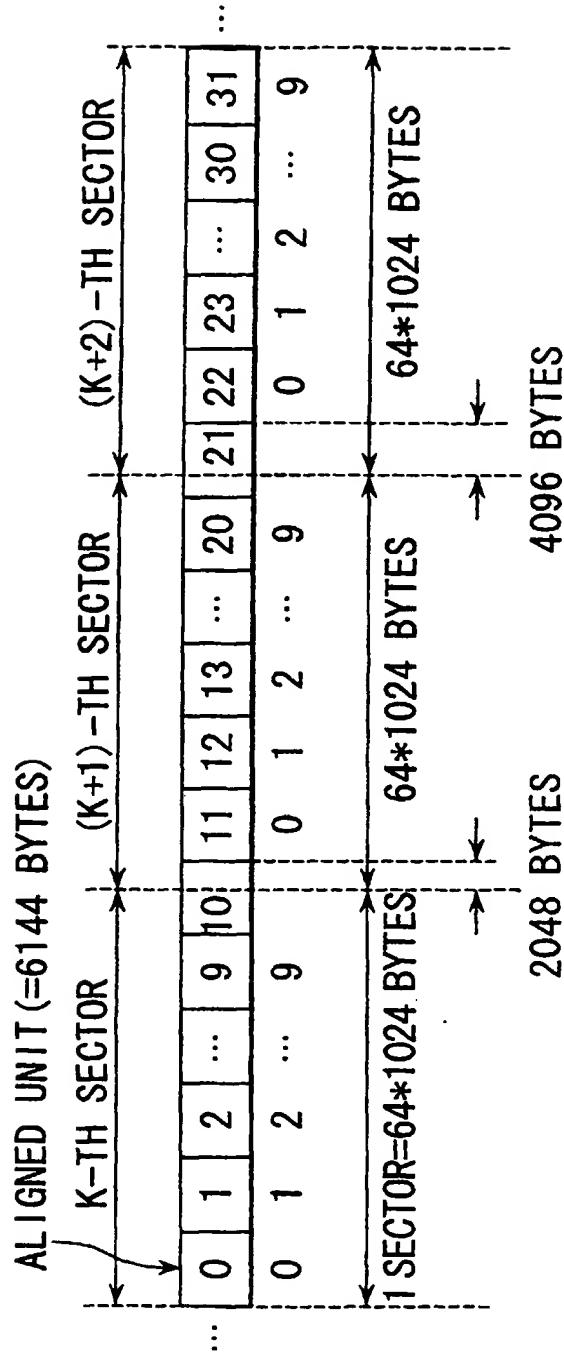 ALIGNED UNIT(=6144 BYTES)
K-TH SECTOR (K+1)-TH SECTOR (K+2)-TH SECTOR
... 0 1 2 ... 9 10 11 12 13 ... 20 21 22 23 ... 30 31 ...
0 1 2 ... 9 0 1 2 ... 9 0 1 2 ... 9
1 SECTOR=64*1024 BYTES 64*1024 BYTES 64*1024 BYTES
2048 BYTES 4096 BYTES